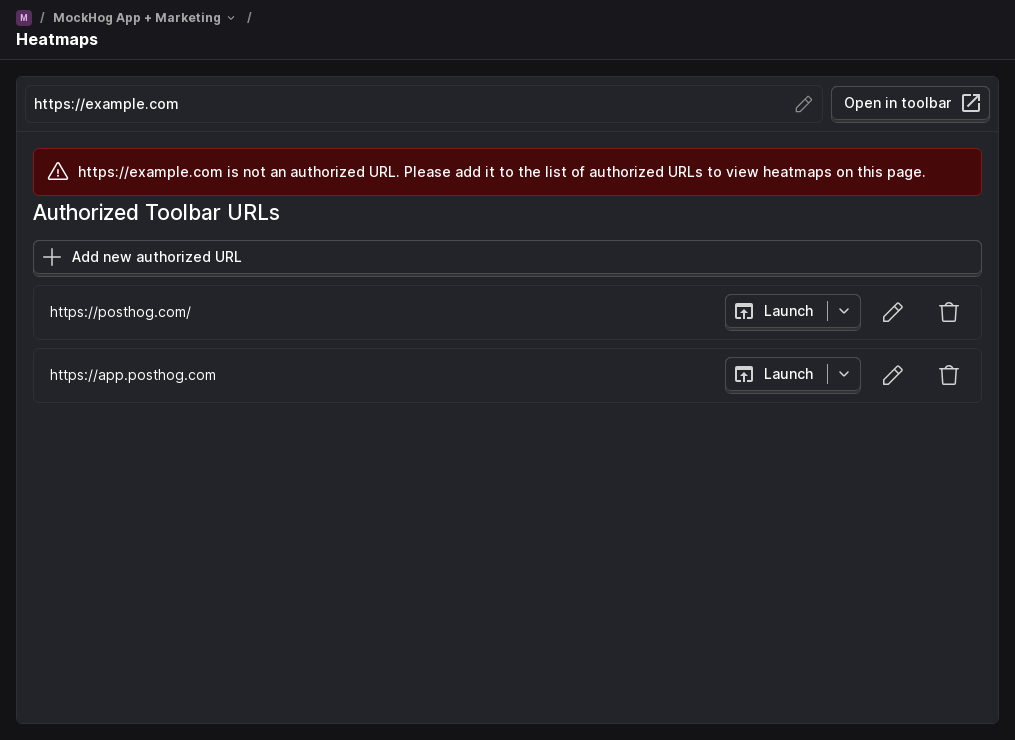 M / MockHog App + Marketing /
Heatmaps
https://example.com
Open in toolbar
https://example.com is not an authorized URL. Please add it to the list of authorized URLs to view heatmaps on this page.
Authorized Toolbar URLs
Add new authorized URL
https://posthog.com/
Launch
https://app.posthog.com
Launch